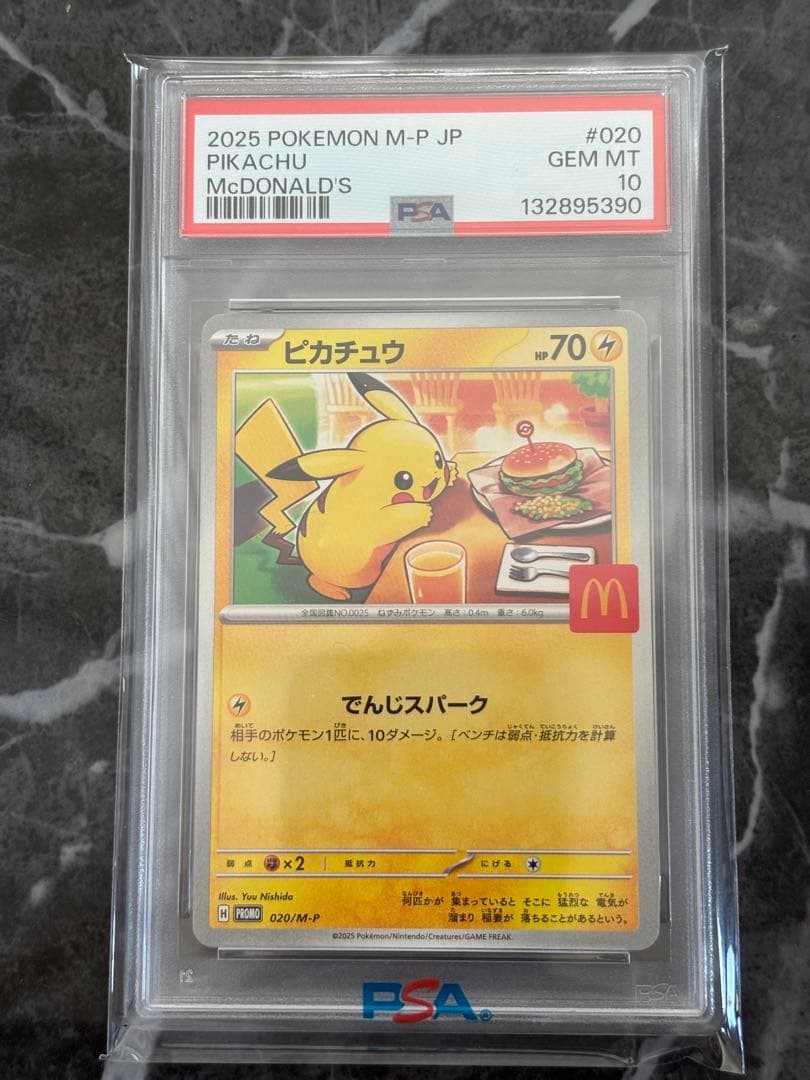 2025 POKEMON M-P JP #020
PIKACHU GEM MT
McDONALD'S 10
PSA 132895390
たね ピカチュウ HP70
全国図鑑NO.0025 ねずみポケモン 高さ:0.4m 重さ:6.0kg
でんじスパーク
相手のポケモン1匹に、10ダメージ。[ベンチは弱点・抵抗力を計算
しない。]
弱点 ×2 抵抗力 にげる
Illus. Yuu Nishida
何匹かが 集まっていると そこに 猛烈な 電気が
溜まり 稲妻が 落ちることがあるという。
H PROMO 020/M-P
©2025 Pokémon/Nintendo/Creatures/GAME FREAK.
PSA
PSA